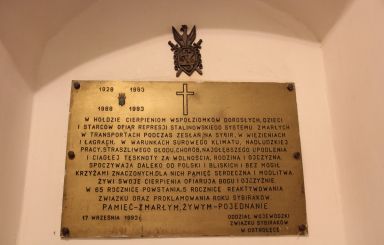 1928 1993
1988 1993
W HOŁDZIE CIERPIENIOM WSPÓŁZIOMKÓW DOROSŁYCH, DZIECI
I STARCÓW OFIAR REPRESJI STALINOWSKIEGO SYSTEMU ZMARŁYCH
W TRANSPORTACH PODCZAS ZESŁAŃ NA SYBIR, W WIĘZIENIACH
I ŁAGRACH, W WARUNKACH SUROWEGO KLIMATU, NADLUDZKIEJ
PRACY, STRASZLIWEGO GŁODU, CHORÓB, NAJGŁĘBSZEGO UPODLENIA
I CIĄGŁEJ TĘSKNOTY ZA WOLNOŚCIĄ, RODZINĄ I OJCZYZNĄ.
SPOCZYWAJĄ DALEKO OD POLSKI I BLISKICH I BEZ MOGIŁ
KRZYŻAMI ZNACZONYCH, DLA NICH PAMIĘĆ SERDECZNA I MODLITWA.
ŻYWI SWOJE CIERPIENIA OFIARUJĄ BOGU I OJCZYŹNIE.
W 65 ROCZNICĘ POWSTANIA, 5 ROCZNICĘ REAKTYWOWANIA
ZWIĄZKU ORAZ PROKLAMOWANIA ROKU SYBIRAKÓW
PAMIĘĆ-ZMARŁYM, ŻYWYM-POJEDNANIE
17 WRZESIEŃ 1993r. ODDZIAŁ WOJEWÓDZKI
ZWIĄZKU SYBIRAKÓW
W OSTROŁĘCE